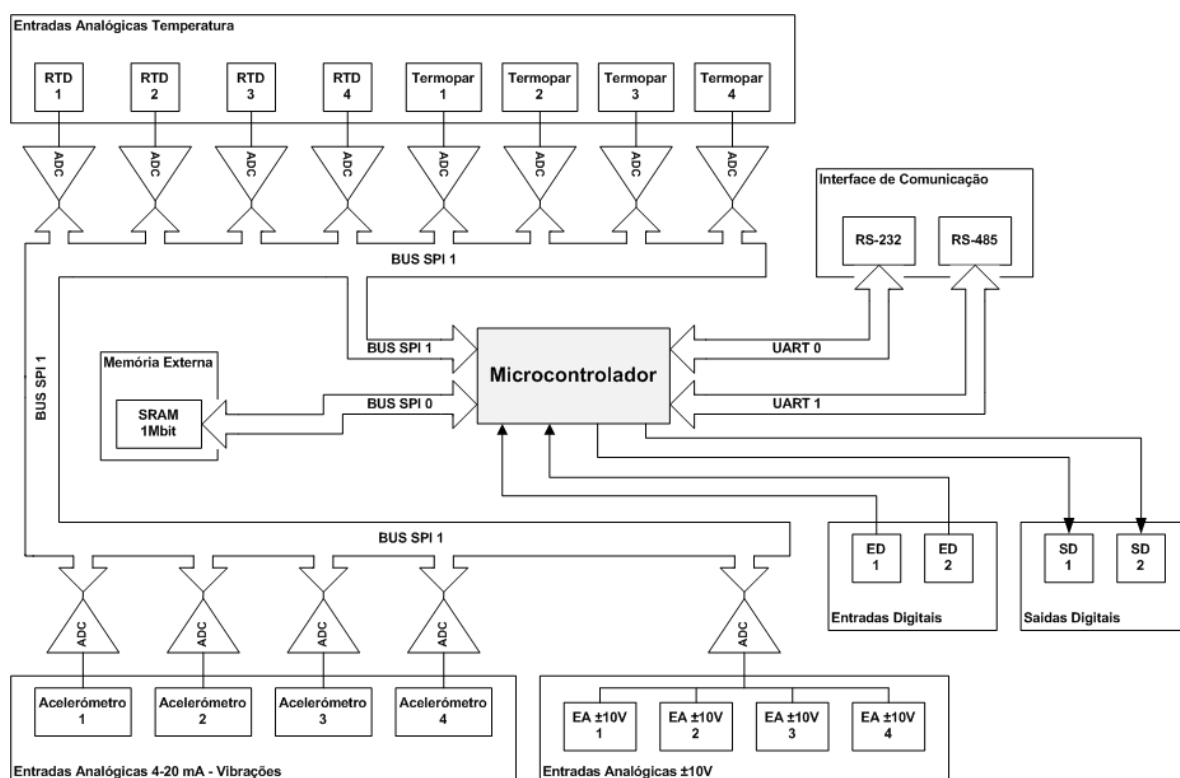 Entradas Analógicas Temperatura
RTD
1
RTD
2
RTD
3
RTD
4
Termopar
1
Termopar
2
Termopar
3
Termopar
4
ADC
ADC
ADC
ADC
ADC
ADC
ADC
ADC
BUS SPI 1
Interface de Comunicação
RS-232
RS-485
BUS SPI 1
BUS SPI 1
Microcontrolador
UART 0
UART 1
Memória Externa
SRAM
1Mbit
BUS SPI 0
BUS SPI 1
ED
1
ED
2
Entradas Digitais
SD
1
SD
2
Saidas Digitais
ADC
ADC
ADC
ADC
ADC
Acelerómetro
1
Acelerómetro
2
Acelerómetro
3
Acelerómetro
4
Entradas Analógicas 4-20 mA - Vibrações
EA ±10V
1
EA ±10V
2
EA ±10V
3
EA ±10V
4
Entradas Analógicas ±10V